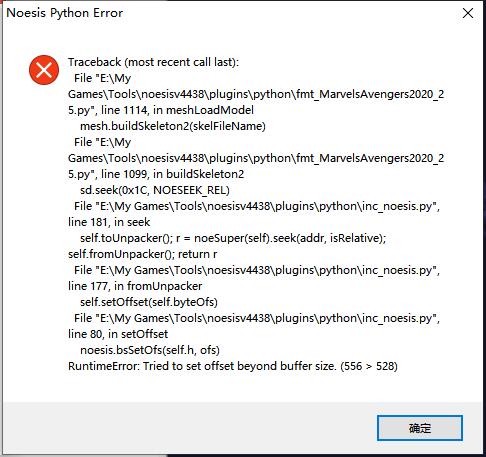 Noesis Python Error
Traceback (most recent call last):
File "E:\My
Games\Tools\noesisv4438\plugins\python\fmt_MarvelsAvengers2020_2
5.py", line 1114, in meshLoadModel
mesh.buildSkeleton2(skelFileName)
File "E:\My
Games\Tools\noesisv4438\plugins\python\fmt_MarvelsAvengers2020_2
5.py", line 1099, in buildSkeleton2
sd.seek(0x1C, NOESEEK_REL)
File "E:\My Games\Tools\noesisv4438\plugins\python\inc_noesis.py",
line 181, in seek
self.toUnpacker(); r = noeSuper(self).seek(addr, isRelative);
self.fromUnpacker(); return r
File "E:\My Games\Tools\noesisv4438\plugins\python\inc_noesis.py",
line 177, in fromUnpacker
self.setOffset(self.byteOfs)
File "E:\My Games\Tools\noesisv4438\plugins\python\inc_noesis.py",
line 80, in setOffset
noesis.bsSetOfs(self.h, ofs)
RuntimeError: Tried to set offset beyond buffer size. (556 > 528)
确定